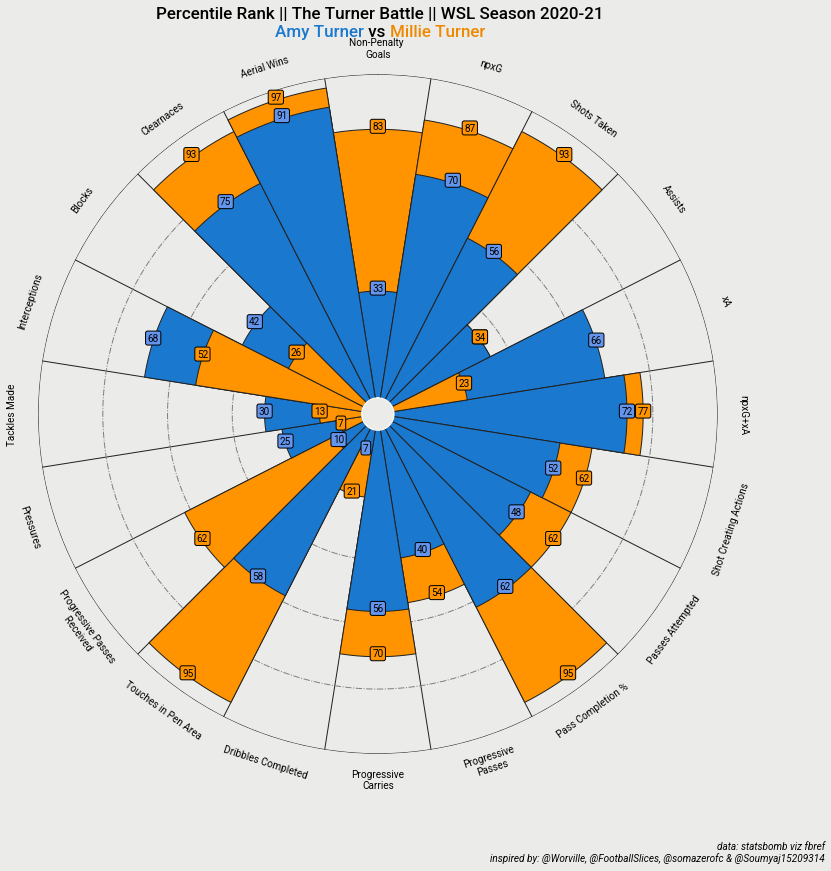 Percentile Rank || The Turner Battle || WSL Season 2020-21
Amy Turner vs Millie Turner
Non-Penalty
Goals
npxG
Shots Taken
Assists
xA
npxG+xA
Shot Creating Actions
Passes Attempted
Pass Completion %
Progressive
Passes
Progressive
Carries
Dribbles Completed
Touches in Pen Area
Progressive Passes
Received
Pressures
Tackles Made
Interceptions
Blocks
Clearnaces
Aerial Wins
83
33
87
70
93
56
34
66
23
72
77
52
62
48
62
62
95
40
54
56
70
7
21
58
95
10
62
25
7
30
13
68
52
42
26
75
93
91
97
data: statsbomb viz fbref
inspired by: @Worville, @FootballSlices, @somazerofc & @Soumyaj15209314